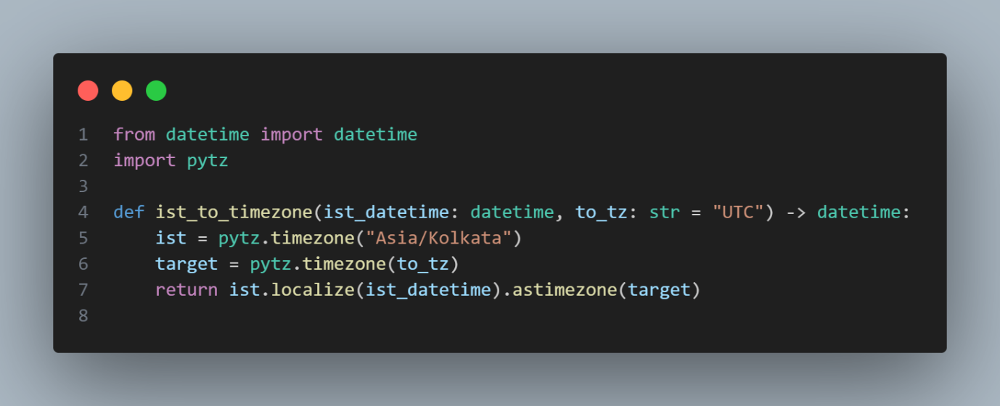 1 from datetime import datetime
2 import pytz
3
4 def ist_to_timezone(ist_datetime: datetime, to_tz: str = "UTC") -> datetime:
5     ist = pytz.timezone("Asia/Kolkata")
6     target = pytz.timezone(to_tz)
7     return ist.localize(ist_datetime).astimezone(target)
8